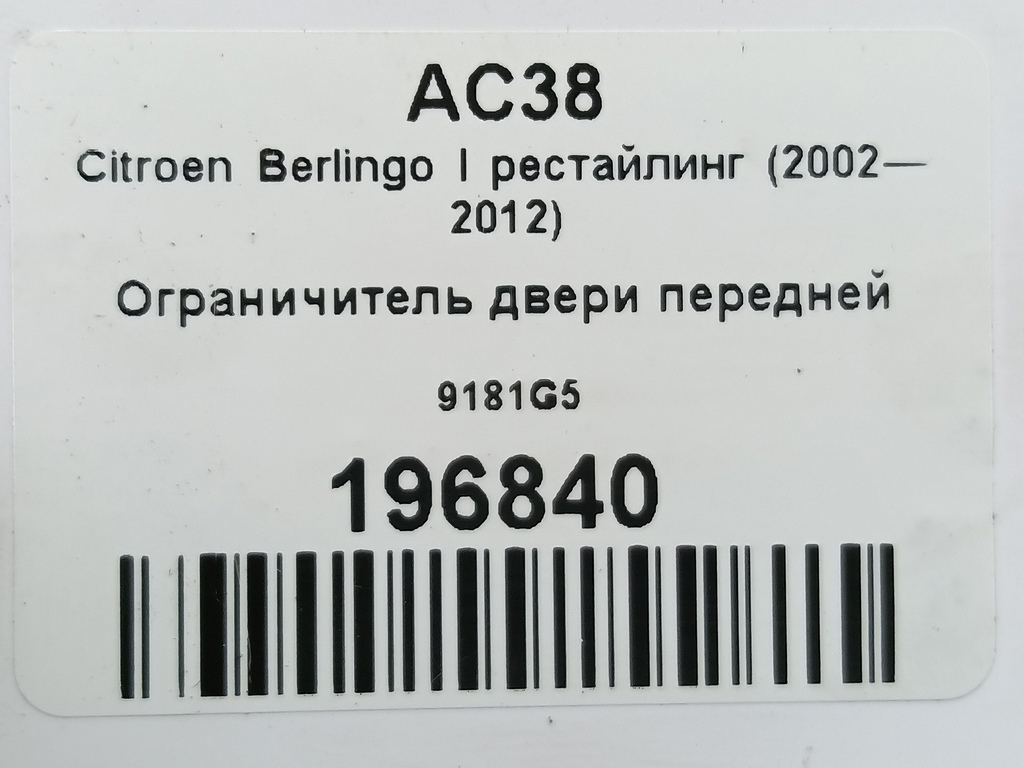 AC38
Citroen Berlingo I рестайлинг (2002—
2012)
Ограничитель двери передней
9181G5
196840